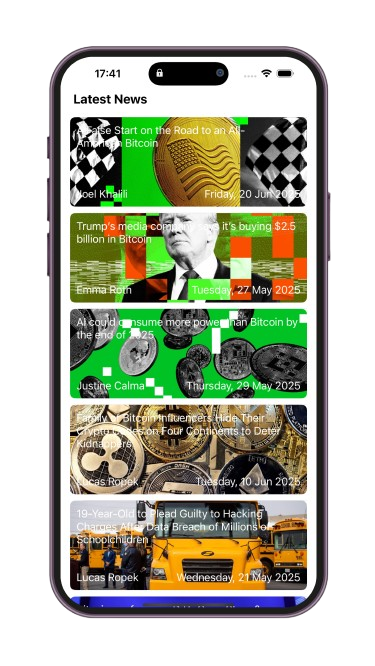 17:41
Latest News
A False Start on the Road to an All-
American Bitcoin
Joel Khalili
Friday, 20 Jun 2025
Trump's media company says it's buying $2.5
billion in Bitcoin
Emma Roth
Tuesday, 27 May 2025
AI could consume more power than Bitcoin by
the end of 2025
Justine Calma
Thursday, 29 May 2025
Family of Bitcoin Influencers Hide Their
Crypto Codes on Four Continents to Deter
Kidnappers
Lucas Ropek
Tuesday, 10 Jun 2025
19-Year-Old to Plead Guilty to Hacking
Charges After Data Breach of Millions of
Schoolchildren
Lucas Ropek
Wednesday, 21 May 2025